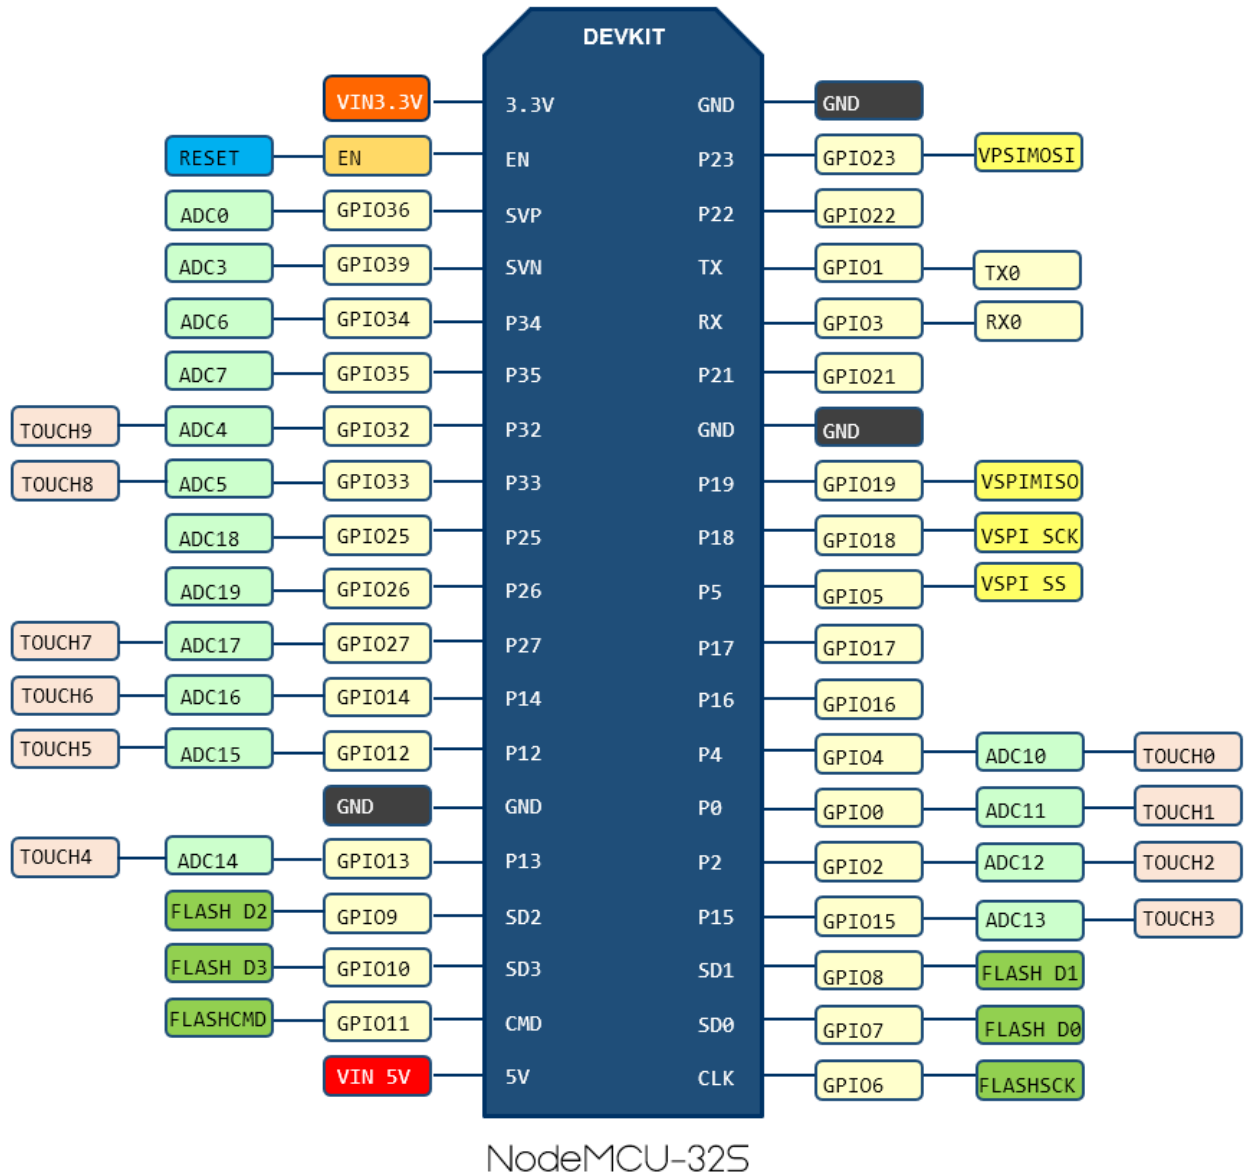 DEVKIT
VIN3.3V 3.3V GND GND
RESET EN EN P23 GPIO23 VPSIMOSI
ADC0 GPIO36 SVP P22 GPIO22
ADC3 GPIO39 SVN TX GPIO1 TX0
ADC6 GPIO34 P34 RX GPIO3 RX0
ADC7 GPIO35 P35 P21 GPIO21
TOUCH9 ADC4 GPIO32 P32 GND GND
TOUCH8 ADC5 GPIO33 P33 P19 GPIO19 VSPIMISO
ADC18 GPIO25 P25 P18 GPIO18 VSPI SCK
ADC19 GPIO26 P26 P5 GPIO5 VSPI SS
TOUCH7 ADC17 GPIO27 P27 P17 GPIO17
TOUCH6 ADC16 GPIO14 P14 P16 GPIO16
TOUCH5 ADC15 GPIO12 P12 P4 GPIO4 ADC10 TOUCH0
GND GND P0 GPIO0 ADC11 TOUCH1
TOUCH4 ADC14 GPIO13 P13 P2 GPIO2 ADC12 TOUCH2
FLASH D2 GPIO9 SD2 P15 GPIO15 ADC13 TOUCH3
FLASH D3 GPIO10 SD3 SD1 GPIO8 FLASH D1
FLASHCMD GPIO11 CMD SD0 GPIO7 FLASH D0
VIN 5V 5V CLK GPIO6 FLASHSCK
NodeMCU-32S